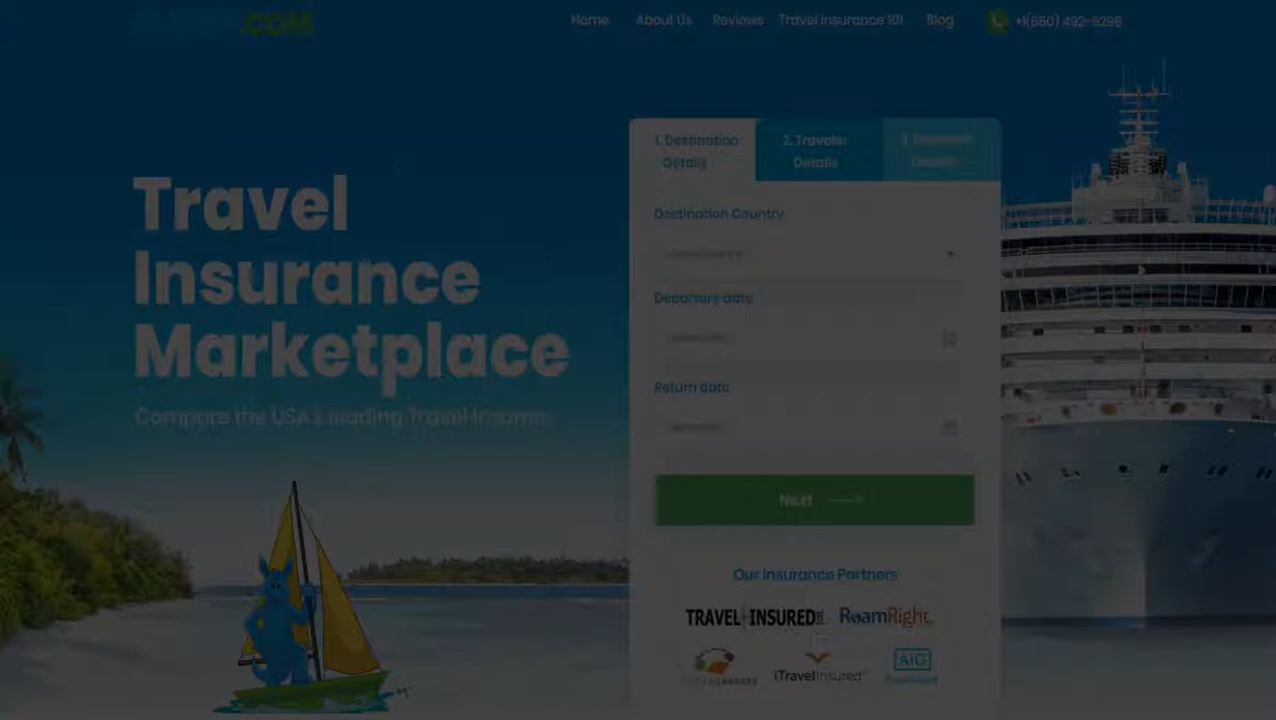 .COM
Home About Us Reviews Travel Insurance 101 Blog +1(650) 492-6298
1. Destination Details
2. Traveler Details
Travel
Insurance
Marketplace
Compare the USA's leading Travel Insurers
Destination Country
Departure date
Return date
Next
Our Insurance Partners
TRAVEL INSURED
RoamRight
iTravelInsured
AIG